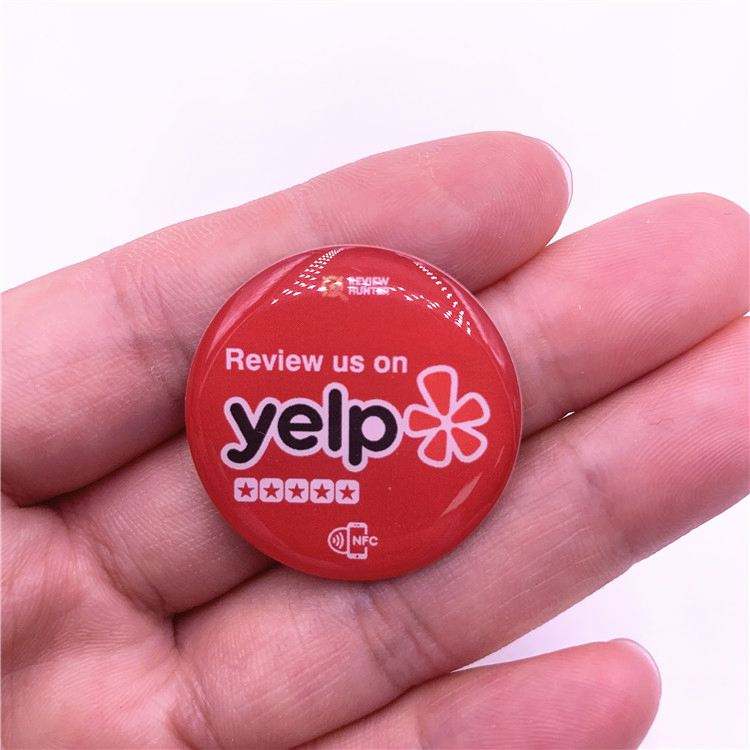 REVIEW
HUNTER
Review us on
yelp
NFC